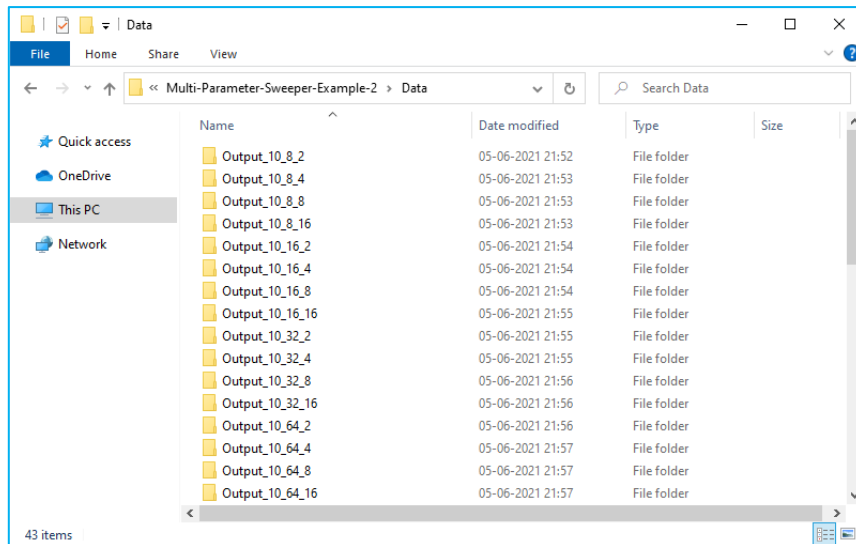 Data
File Home Share View
« Multi-Parameter-Sweeper-Example-2 > Data Search Data
Name Date modified Type Size
Quick access
OneDrive
This PC
Network
Output_10_8_2 05-06-2021 21:52 File folder
Output_10_8_4 05-06-2021 21:53 File folder
Output_10_8_8 05-06-2021 21:53 File folder
Output_10_8_16 05-06-2021 21:53 File folder
Output_10_16_2 05-06-2021 21:54 File folder
Output_10_16_4 05-06-2021 21:54 File folder
Output_10_16_8 05-06-2021 21:54 File folder
Output_10_16_16 05-06-2021 21:55 File folder
Output_10_32_2 05-06-2021 21:55 File folder
Output_10_32_4 05-06-2021 21:55 File folder
Output_10_32_8 05-06-2021 21:56 File folder
Output_10_32_16 05-06-2021 21:56 File folder
Output_10_64_2 05-06-2021 21:56 File folder
Output_10_64_4 05-06-2021 21:57 File folder
Output_10_64_8 05-06-2021 21:57 File folder
Output_10_64_16 05-06-2021 21:57 File folder
43 items